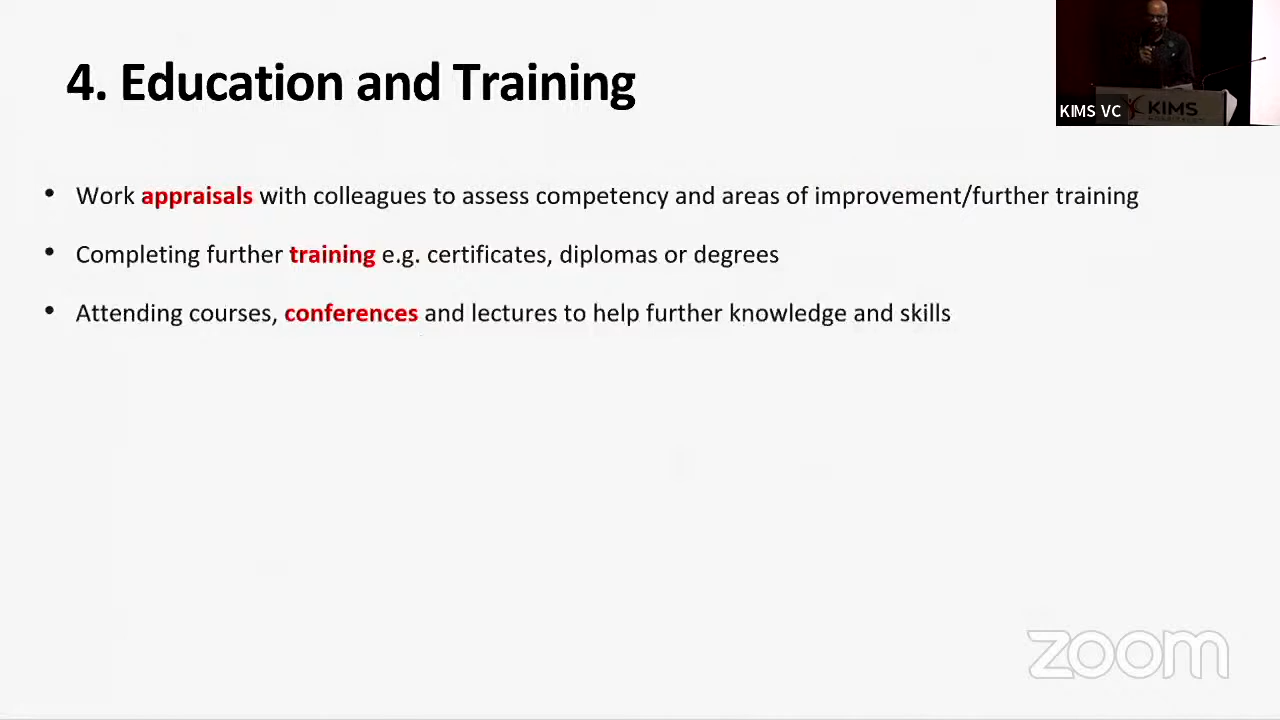 4. Education and Training
KIMS VC
KIMS
• Work appraisals with colleagues to assess competency and areas of improvement/further training
• Completing further training e.g. certificates, diplomas or degrees
• Attending courses, conferences and lectures to help further knowledge and skills
zoom